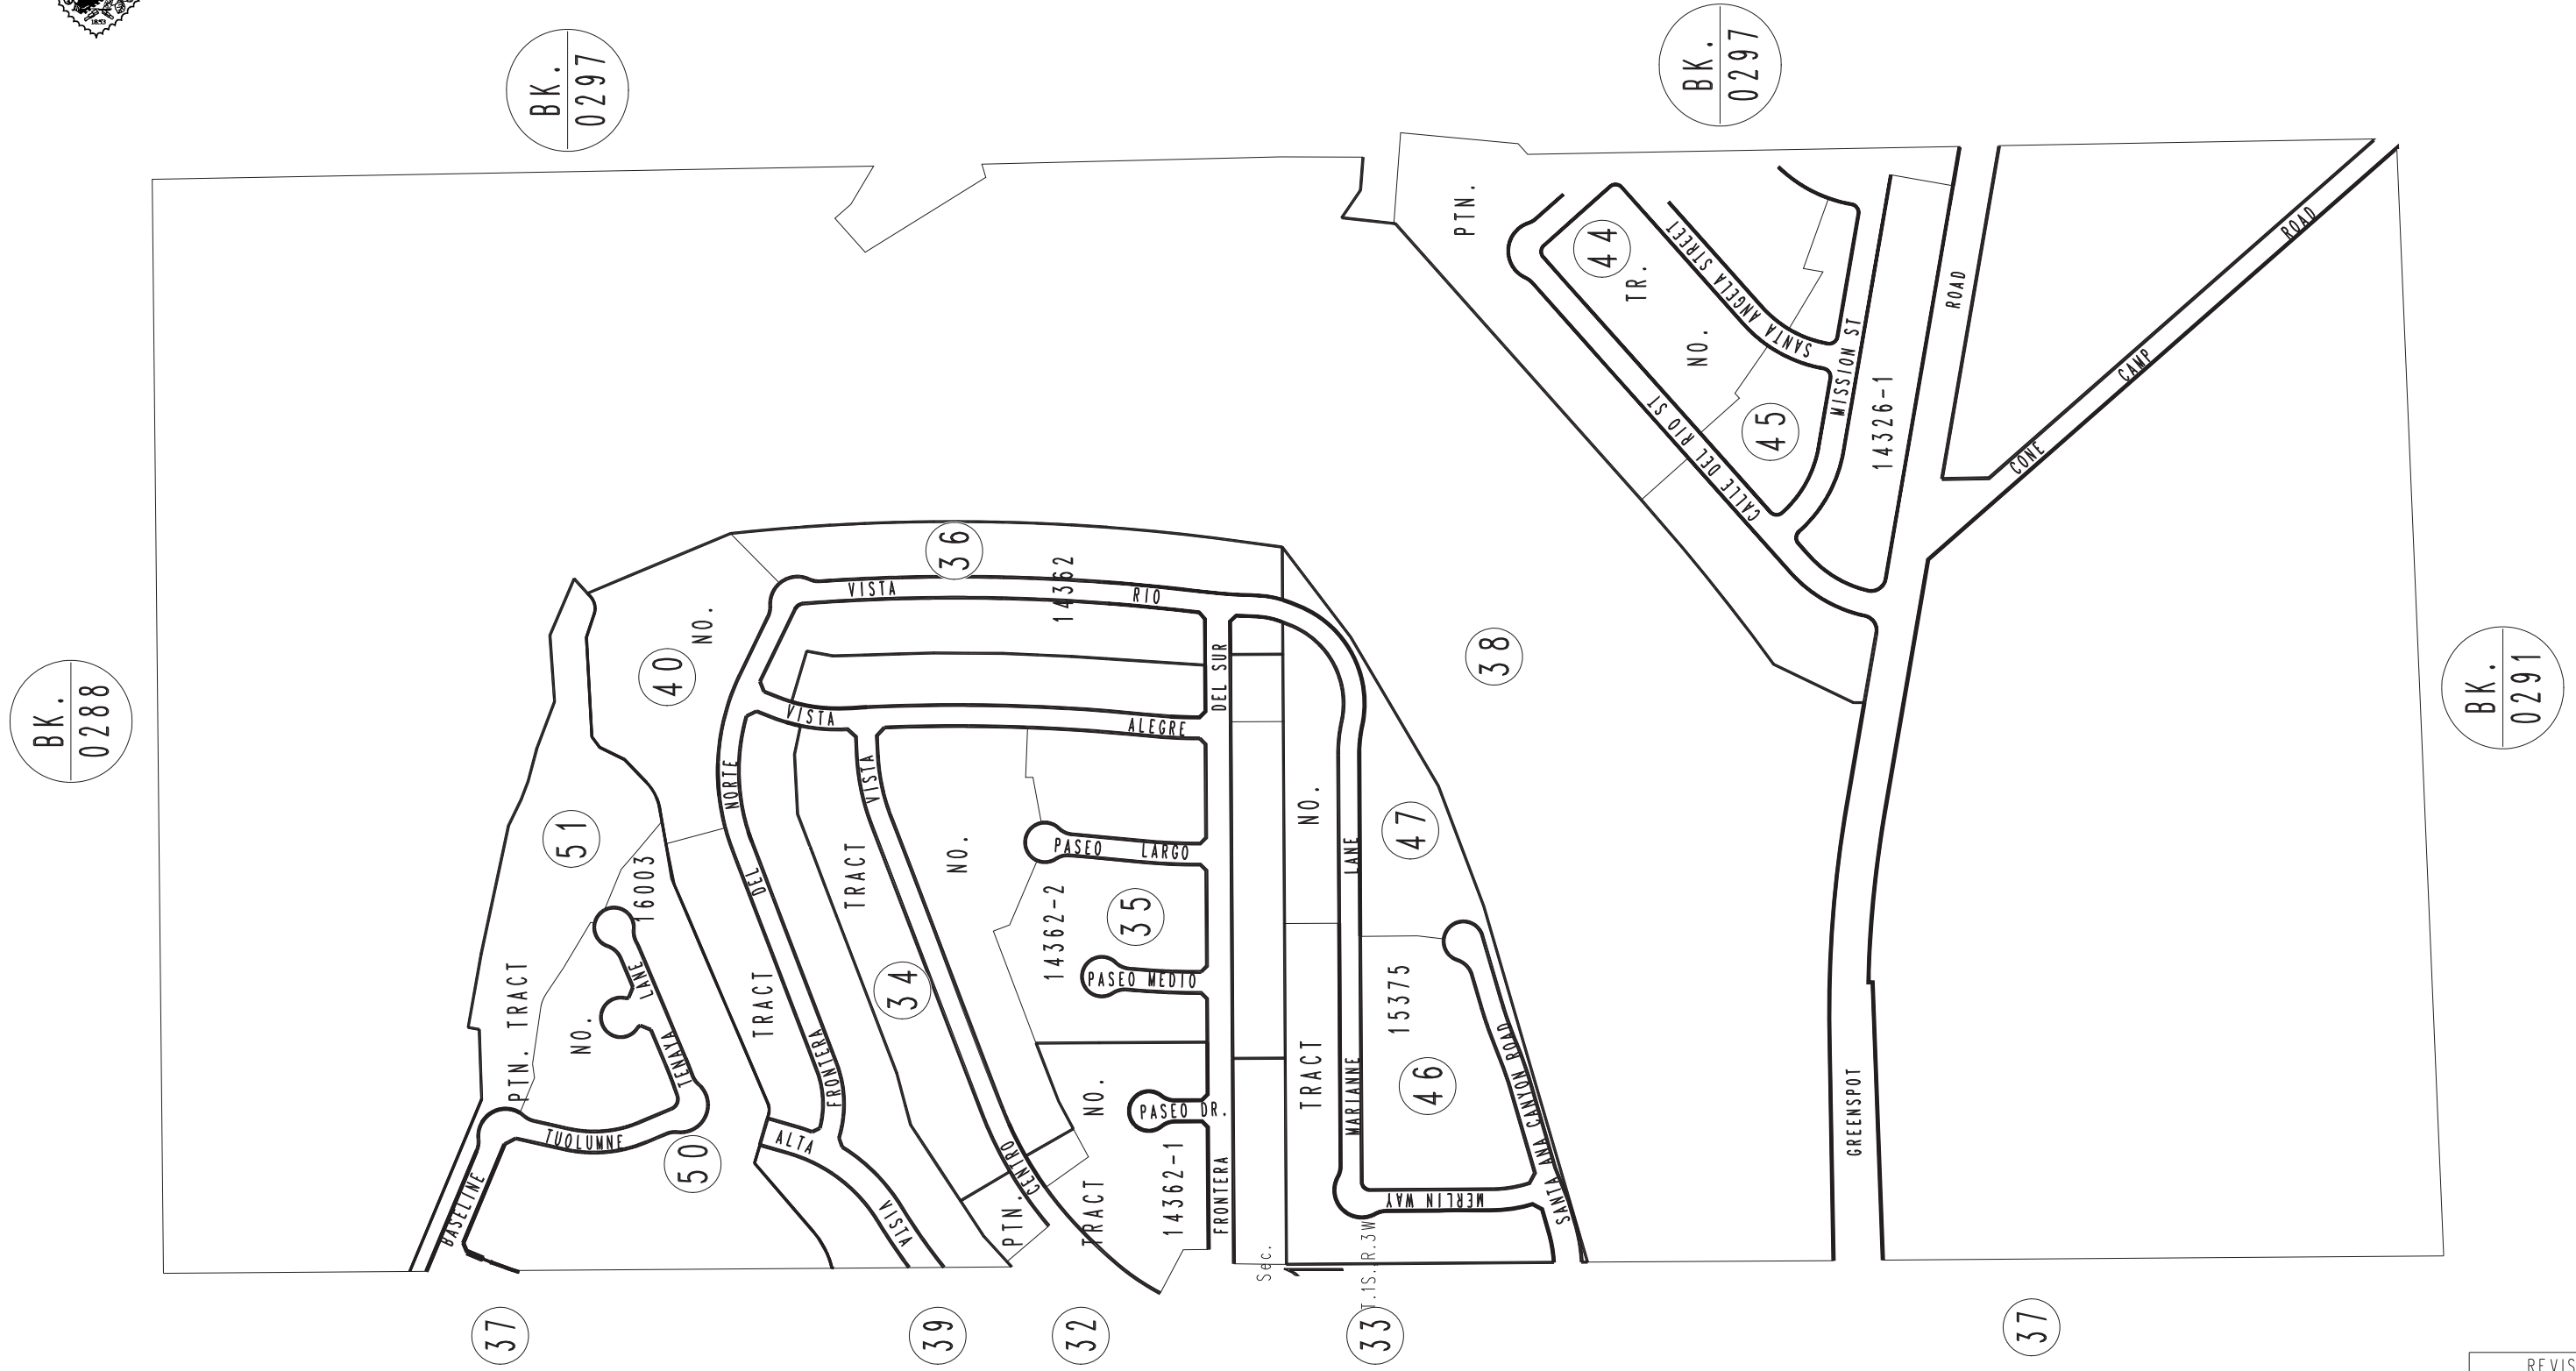 1853
BK.
0297
BK.
0297
BK.
0288
BK.
0291
PTN.
44
TR.
NO.
SANTA ANGELA STREET
MISSION ST
45
14326-1
CALLE DEL RIO ST
ROAD
CONE CAMP ROAD
36
14362
VISTA RIO
NO.
40
38
DEL SUR
VISTA ALEGRE
VISTA
NORTE
DEL
FRONTERA
51
16003
PTN. TRACT
NO.
TENAYA LANE
TUOLUMNE
50
BASELINE
TRACT
TRACT
NO.
34
14362-2
35
PASEO LARGO
PASEO MEDIO
PASEO DR.
NO.
LANE
47
15375
TRACT
MARIANNE
46
SANTA ANA CANYON ROAD
MERLIN WAY
GREENSPOT
ALTA
VISTA
CENTRO
PTN.
TRACT NO.
14362-1
FRONTERA
Sec.
1
T.1S.,R.3W
37
39
32
33
37